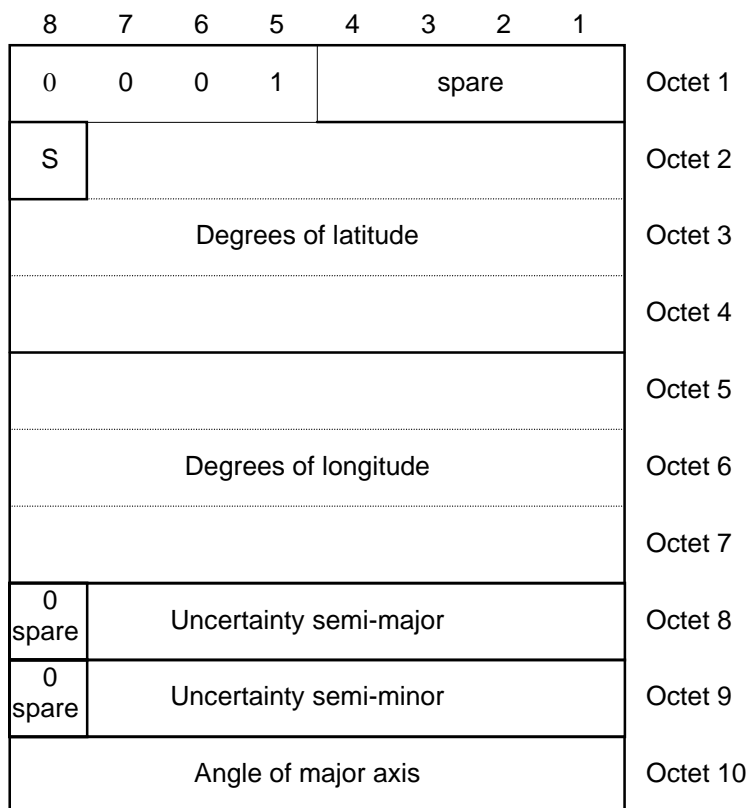 8 7 6 5 4 3 2 1
0 0 0 1 spare Octet 1
S Octet 2
Degrees of latitude Octet 3
Octet 4
Octet 5
Degrees of longitude Octet 6
Octet 7
0 spare Uncertainty semi-major Octet 8
0 spare Uncertainty semi-minor Octet 9
Angle of major axis Octet 10